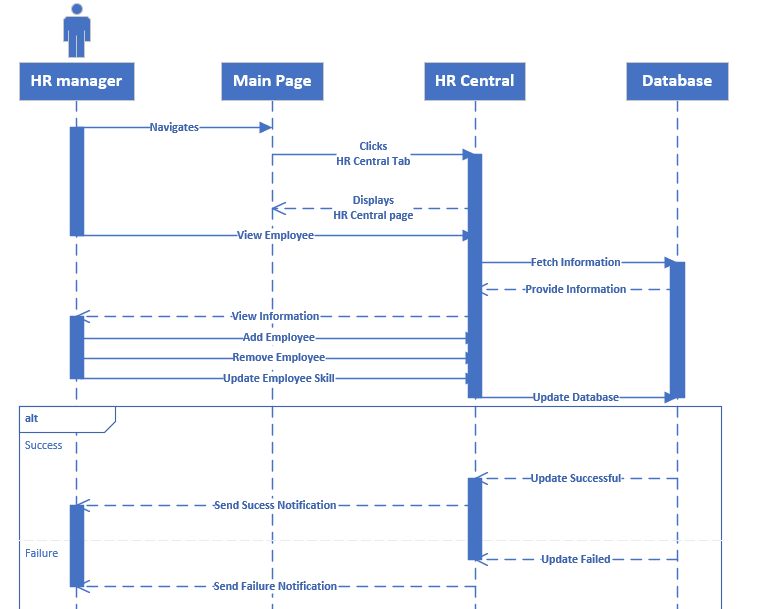 HR manager
Main Page
HR Central
Database
Navigates
Clicks
HR Central Tab
Displays
HR Central page
View Employee
Fetch Information
Provide Information
View Information
Add Employee
Remove Employee
Update Employee Skill
Update Database
alt
Success
Update Successful
Send Sucess Notification
Failure
Update Failed
Send Failure Notification